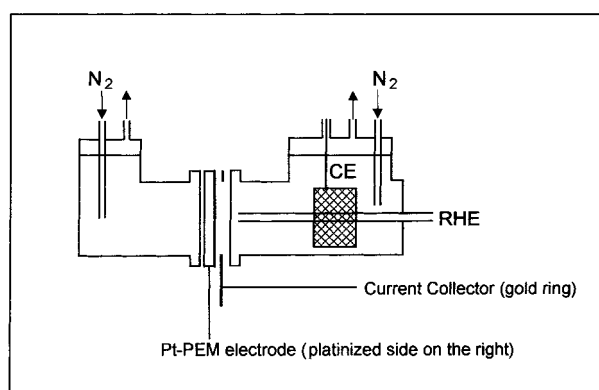 N2
N2
CE
RHE
Current Collector (gold ring)
Pt-PEM electrode (platinized side on the right)